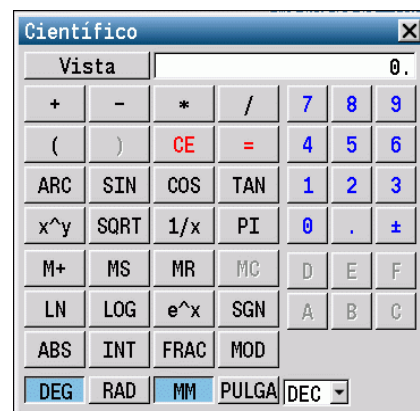 Científico
Vista 0.
+ - * / 7 8 9
( ) CE = 4 5 6
ARC SIN COS TAN 1 2 3
x^y SQRT 1/x PI 0 . ±
M+ MS MR MC D E F
LN LOG e^x SGN A B C
ABS INT FRAC MOD
DEG RAD MM PULGA DEC